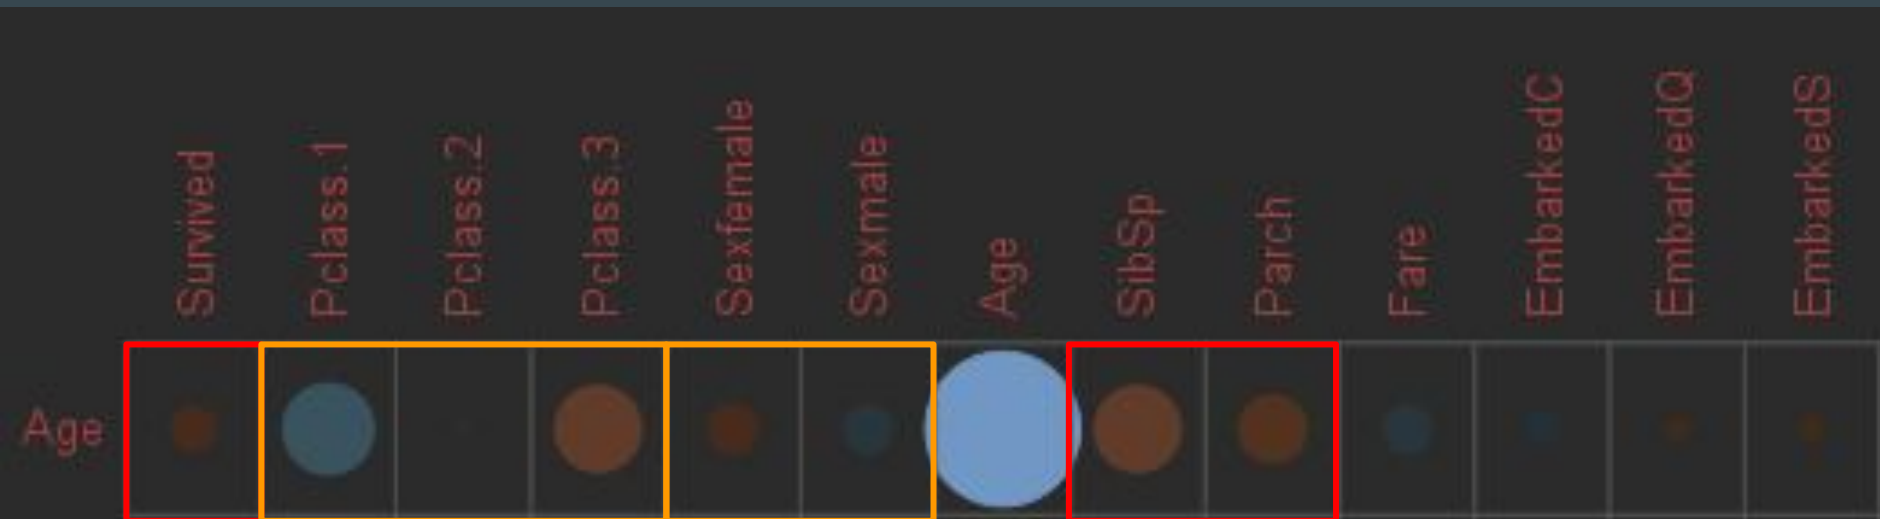 Survived
Pclass.1
Pclass.2
Pclass.3
Sexfemale
Sexmale
Age
SibSp
Parch
Fare
EmbarkedC
EmbarkedQ
EmbarkedS
Age